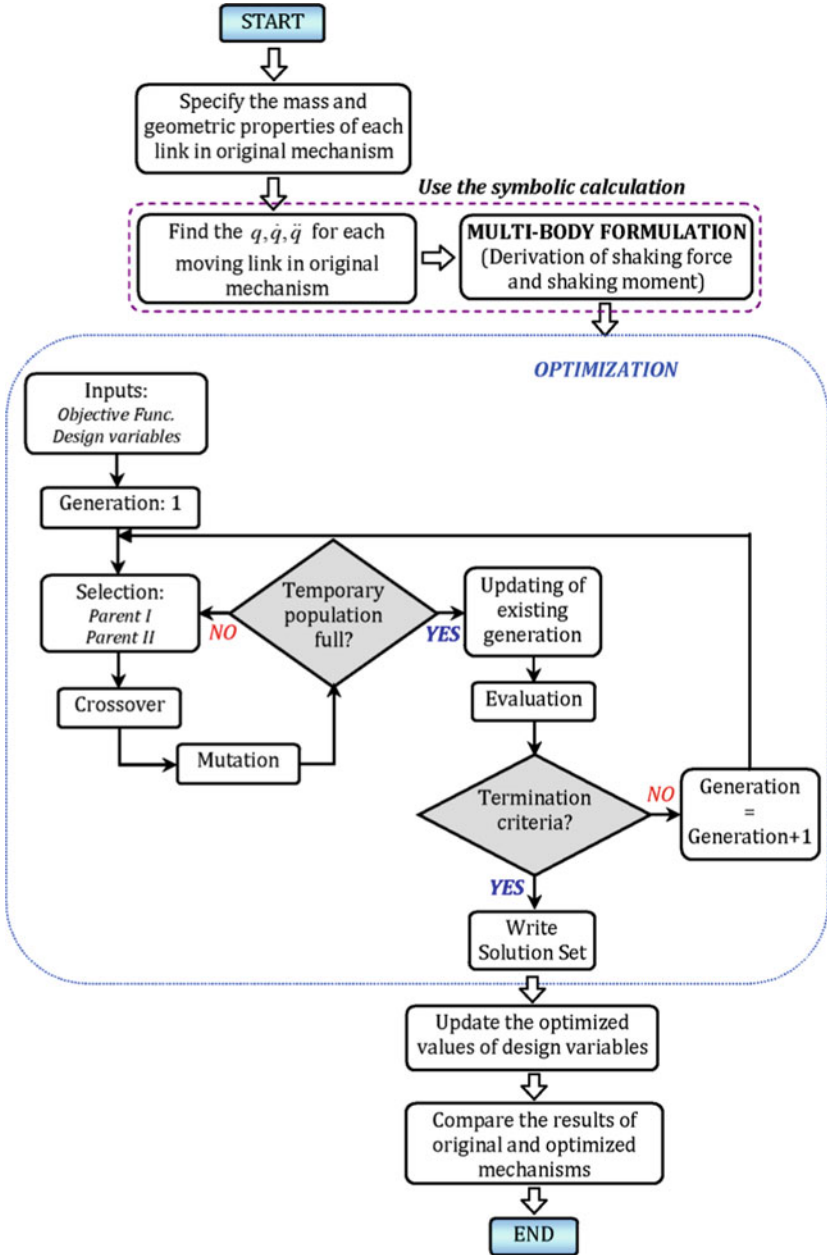 START
Specify the mass and
geometric properties of each
link in original mechanism
Use the symbolic calculation
Find the q, q̇, q̈ for each
moving link in original
mechanism
MULTI-BODY FORMULATION
(Derivation of shaking force
and shaking moment)
OPTIMIZATION
Inputs:
Objective Func.
Design variables
Generation: 1
Selection:
Parent I
Parent II
NO
Temporary
population
full?
YES
Updating of
existing
generation
Crossover
Mutation
Evaluation
Termination
criteria?
NO
Generation
=
Generation+1
YES
Write
Solution Set
Update the optimized
values of design variables
Compare the results of
original and optimized
mechanisms
END